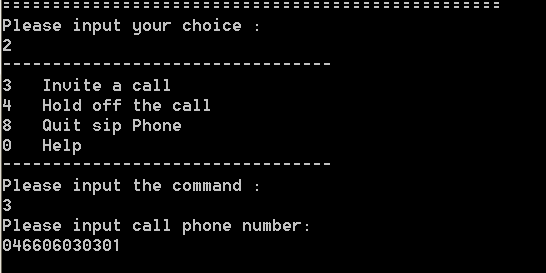 --------------------------------------------------
Please input your choice :
2
---------------------------------
3   Invite a call
4   Hold off the call
8   Quit sip Phone
0   Help
---------------------------------
Please input the command :
3
Please input call phone number:
046606030301